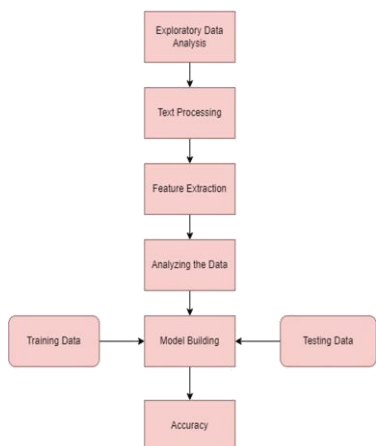 Exploratory Data
Analysis
Text Processing
Feature Extraction
Analyzing the Data
Training Data
Model Building
Testing Data
Accuracy